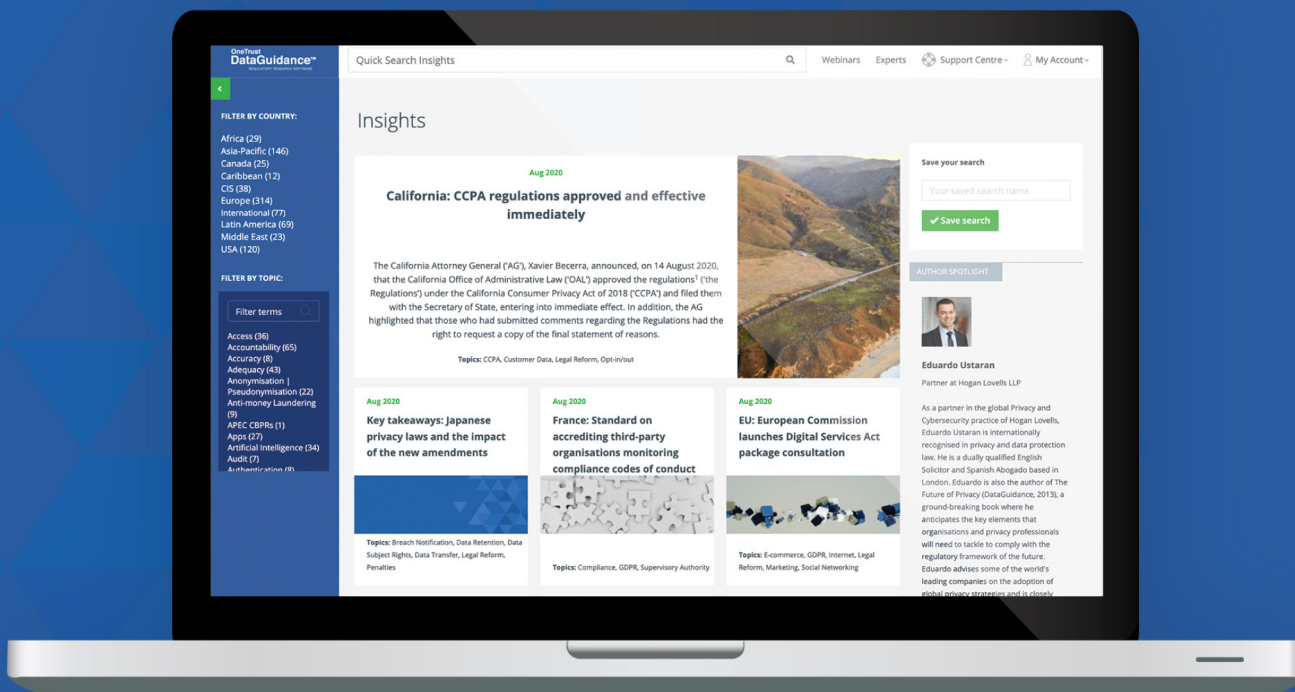 OneTrust
DataGuidance™
REGULATORY RESEARCH SOFTWARE
Quick Search Insights
Webinars
Experts
Support Centre
My Account
FILTER BY COUNTRY:
Africa (29)
Asia-Pacific (146)
Canada (25)
Caribbean (12)
CIS (38)
Europe (314)
International (77)
Latin America (69)
Middle East (23)
USA (120)
FILTER BY TOPIC:
Filter terms
Access (36)
Accountability (65)
Accuracy (8)
Adequacy (43)
Anonymisation |
Pseudonymisation (22)
Anti-money Laundering
(9)
APEC CBPRs (1)
Apps (27)
Artificial Intelligence (34)
Audit (7)
Authentication (8)
Insights
Aug 2020
California: CCPA regulations approved and effective
immediately
The California Attorney General ('AG'), Xavier Becerra, announced, on 14 August 2020,
that the California Office of Administrative Law ('OAL') approved the regulations¹ ('the
Regulations') under the California Consumer Privacy Act of 2018 ('CCPA') and filed them
with the Secretary of State, entering into immediate effect. In addition, the AG
highlighted that those who had submitted comments regarding the Regulations had the
right to request a copy of the final statement of reasons.
Topics: CCPA, Customer Data, Legal Reform, Opt-in/out
Aug 2020
Key takeaways: Japanese
privacy laws and the impact
of the new amendments
Topics: Breach Notification, Data Retention, Data
Subject Rights, Data Transfer, Legal Reform,
Penalties
Aug 2020
France: Standard on
accrediting third-party
organisations monitoring
compliance codes of conduct
Topics: Compliance, GDPR, Supervisory Authority
Aug 2020
EU: European Commission
launches Digital Services Act
package consultation
Topics: E-commerce, GDPR, Internet, Legal
Reform, Marketing, Social Networking
Save your search
Your saved search name
Save search
AUTHOR SPOTLIGHT
Eduardo Ustaran
Partner at Hogan Lovells LLP
As a partner in the global Privacy and
Cybersecurity practice of Hogan Lovells,
Eduardo Ustaran is internationally
recognised in privacy and data protection
law. He is a dually qualified English
Solicitor and Spanish Abogado based in
London. Eduardo is also the author of The
Future of Privacy (DataGuidance, 2013), a
ground-breaking book where he
anticipates the key elements that
organisations and privacy professionals
will need to tackle to comply with the
regulatory framework of the future.
Eduardo advises some of the world's
leading companies on the adoption of
global privacy strategies and is closely